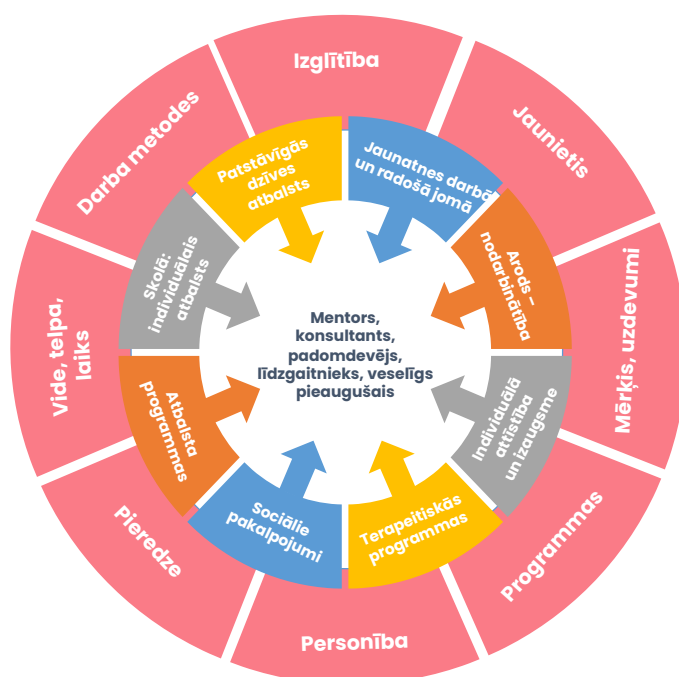 Izglītība
Jaunietis
Mērķis, uzdevumi
Programmas
Personība
Pieredze
Vide, telpa,
laiks
Darba metodes
Jaunatnes darbā
un radošā jomā
Arods –
nodarbinātība
Individuālā
attīstība
un izaugsme
Terapeitiskās
programmas
Sociālie
pakalpojumi
Atbalsta
programmas
Skolā:
individuālais
atbalsts
Patstāvīgās
dzīves
atbalsts
Mentors,
konsultants,
padomdevējs,
līdzgaitnieks, veselīgs
pieaugušais